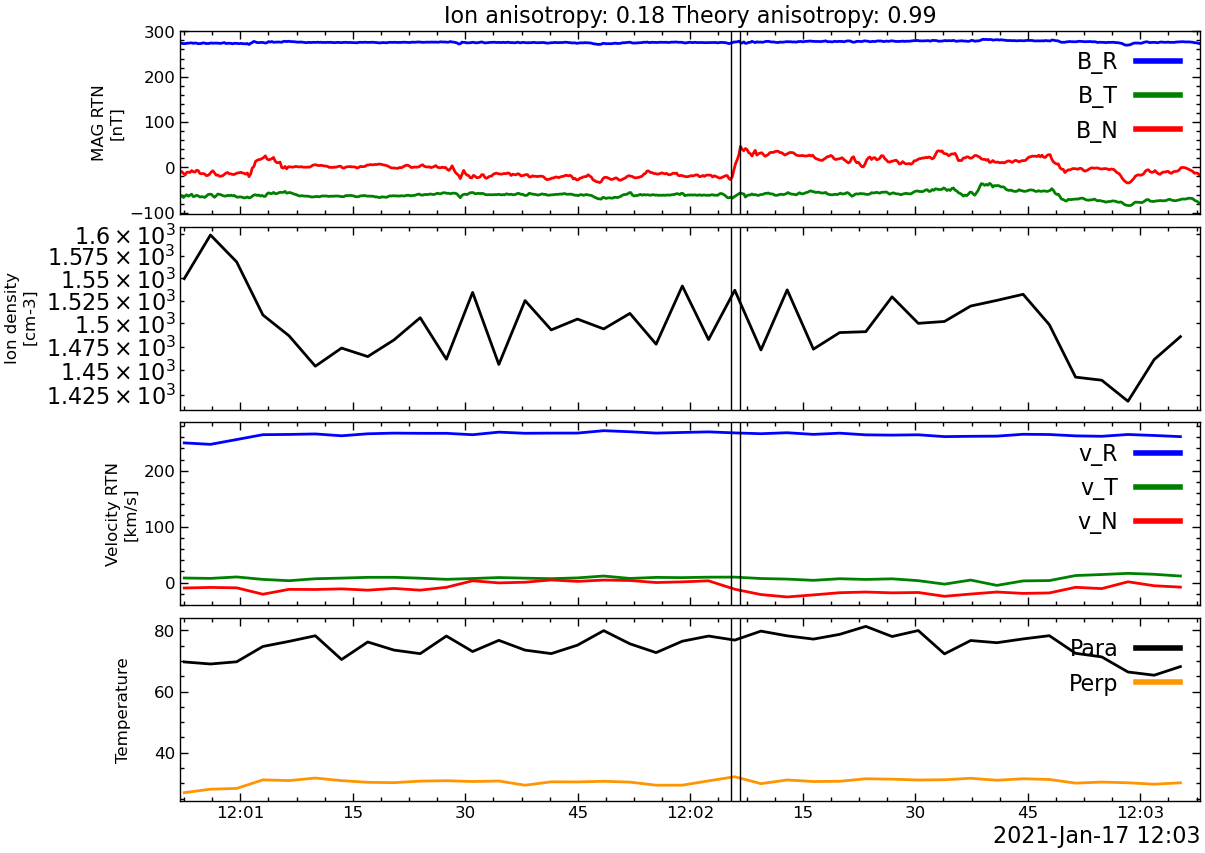 Ion anisotropy: 0.18 Theory anisotropy: 0.99
MAG RTN
[nT]
300
200
100
0
−100
B_R
B_T
B_N
Ion density
[cm-3]
1.6 × 10³
1.575 × 10³
1.55 × 10³
1.525 × 10³
1.5 × 10³
1.475 × 10³
1.45 × 10³
1.425 × 10³
Velocity RTN
[km/s]
200
100
0
v_R
v_T
v_N
Temperature
80
60
40
Para
Perp
12:01 15 30 45 12:02 15 30 45 12:03
2021-Jan-17 12:03